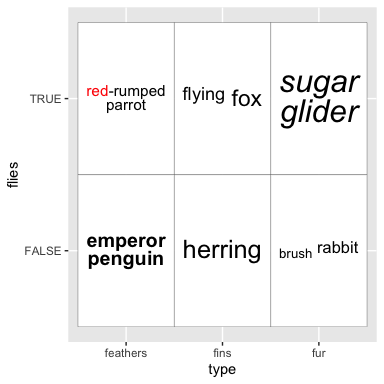 flies
TRUE
red-rumped
parrot
flying fox
sugar
glider
FALSE
emperor
penguin
herring
brush rabbit
feathers
fins
fur
type